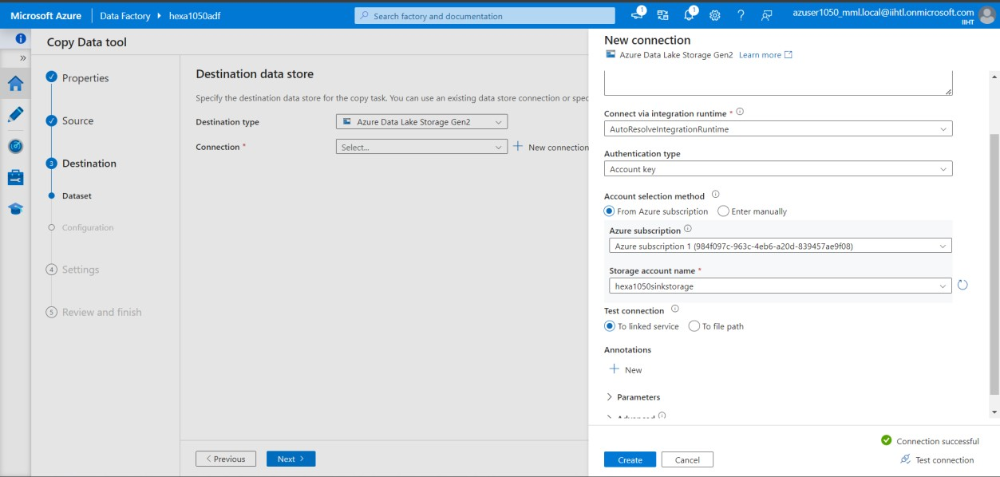 Microsoft Azure
Data Factory
hexa1050adf
Search factory and documentation
1
1
azuser1050_mml.local@iihtl.onmicrosoft.com
IIHT
Copy Data tool
Properties
Source
3
Destination
Dataset
Configuration
4
Settings
5
Review and finish
Destination data store
Specify the destination data store for the copy task. You can use an existing data store connection or spec
Destination type
Azure Data Lake Storage Gen2
Connection *
Select...
New connection
Previous
Next
New connection
Azure Data Lake Storage Gen2
Learn more
Connect via integration runtime *
AutoResolveIntegrationRuntime
Authentication type
Account key
Account selection method
From Azure subscription
Enter manually
Azure subscription
Azure subscription 1 (984f097c-963c-4eb6-a20d-839457ae9f08)
Storage account name *
hexa1050sinkstorage
Test connection
To linked service
To file path
Annotations
New
Parameters
Advanced
Connection successful
Create
Cancel
Test connection